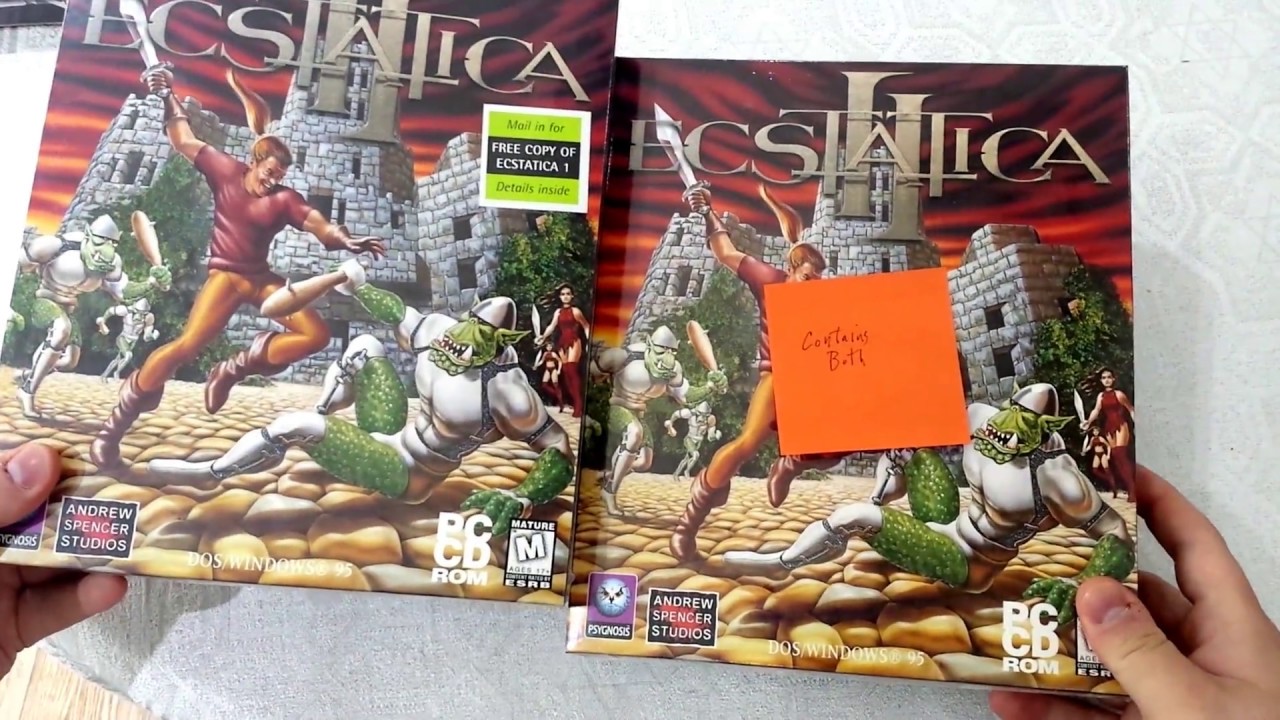 ECSTATICA
II
Mail in for
FREE COPY OF
ECSTATICA 1
Details inside
PSYGNOSIS
ANDREW
SPENCER
STUDIOS
DOS/WINDOWS® 95
PC
CD
ROM
MATURE
M
AGES 17+
CONTENT RATED BY
ESRB
ECSTATICA
II
Contains
Both
PSYGNOSIS
ANDREW
SPENCER
STUDIOS
DOS/WINDOWS® 95
PC
CD
ROM